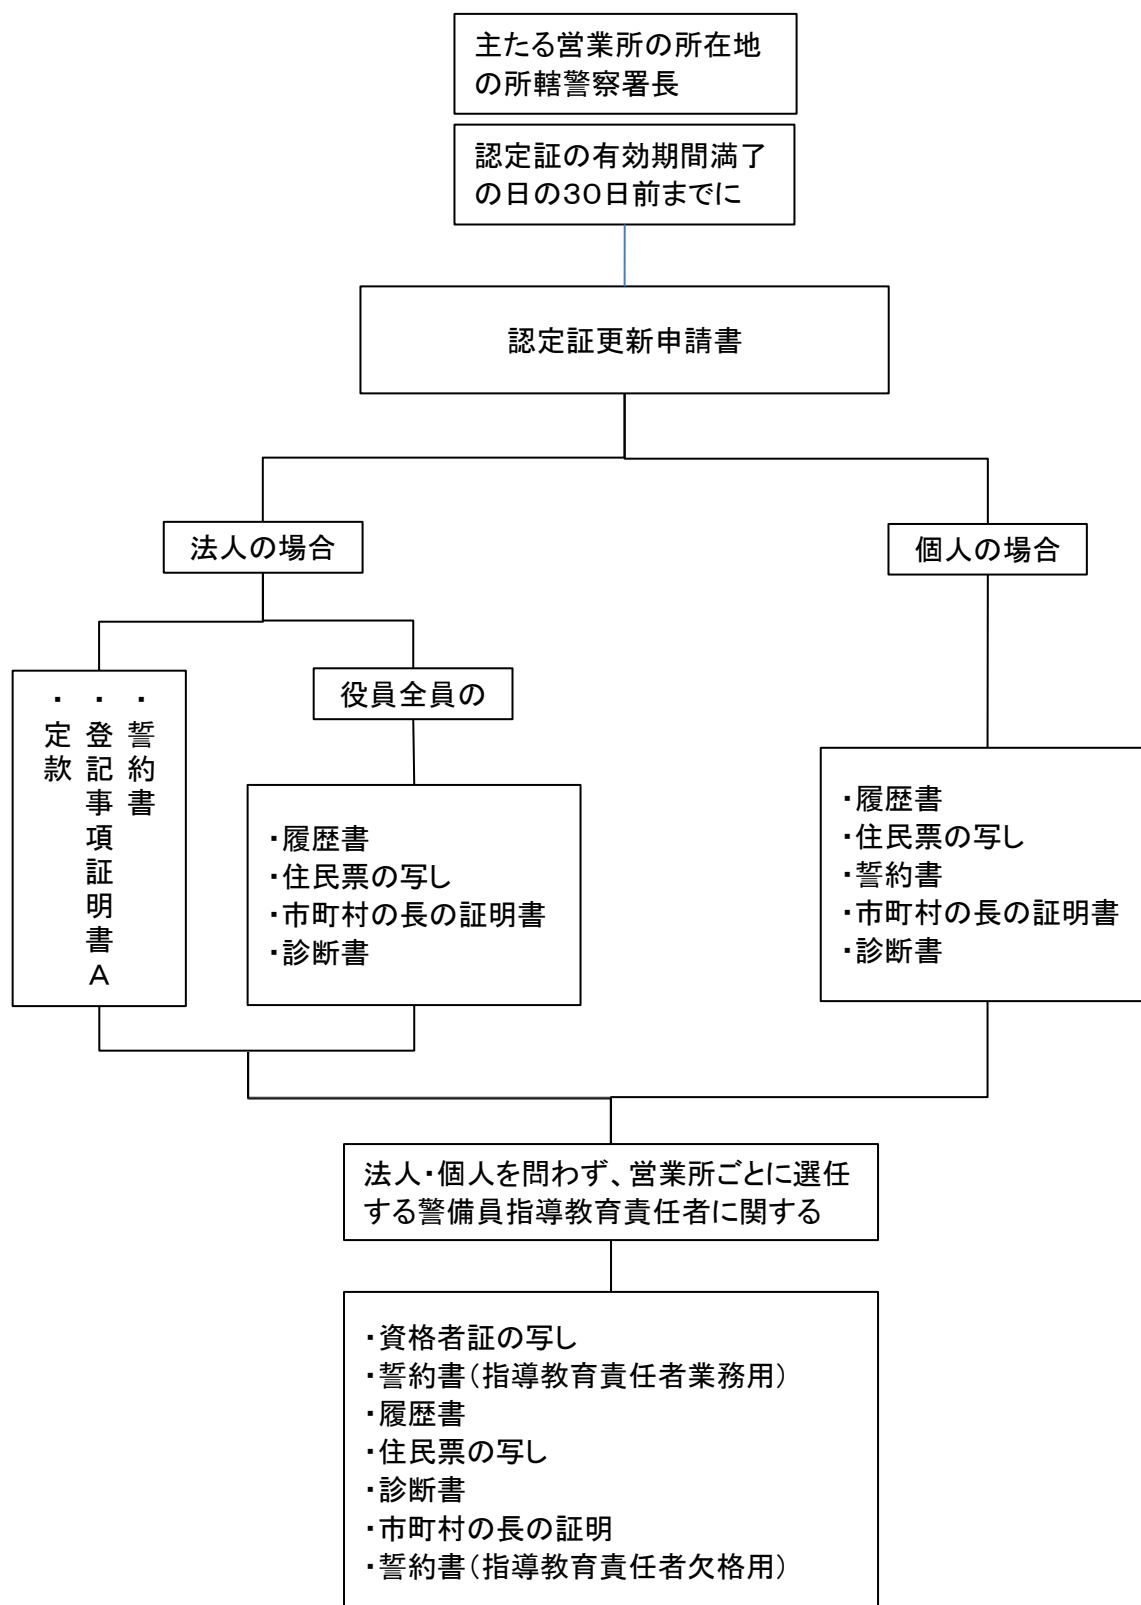 主たる営業所の所在地
の所轄警察署長
認定証の有効期間満了
の日の30日前までに
認定証更新申請書
法人の場合
個人の場合
・誓約書
・登記事項証明書A
・定款
役員全員の
・履歴書
・住民票の写し
・市町村の長の証明書
・診断書
・履歴書
・住民票の写し
・誓約書
・市町村の長の証明書
・診断書
法人・個人を問わず、営業所ごとに選任
する警備員指導教育責任者に関する
・資格者証の写し
・誓約書(指導教育責任者業務用)
・履歴書
・住民票の写し
・診断書
・市町村の長の証明
・誓約書(指導教育責任者欠格用)